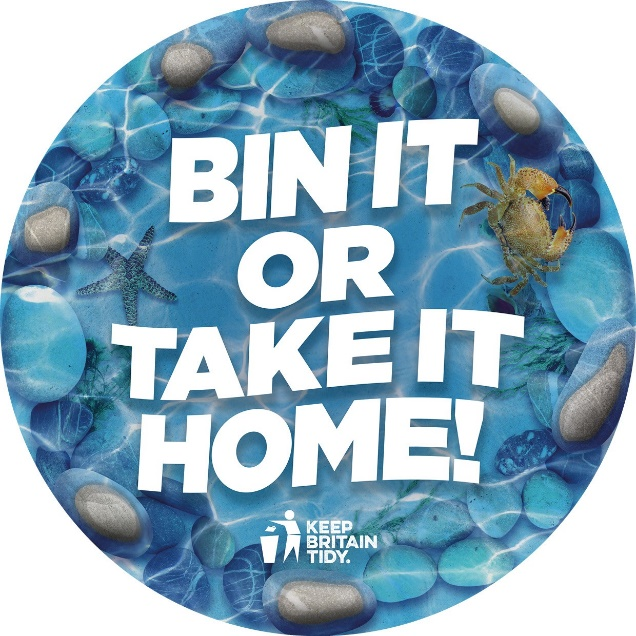 BIN IT
OR
TAKE IT
HOME!
KEEP
BRITAIN
TIDY.